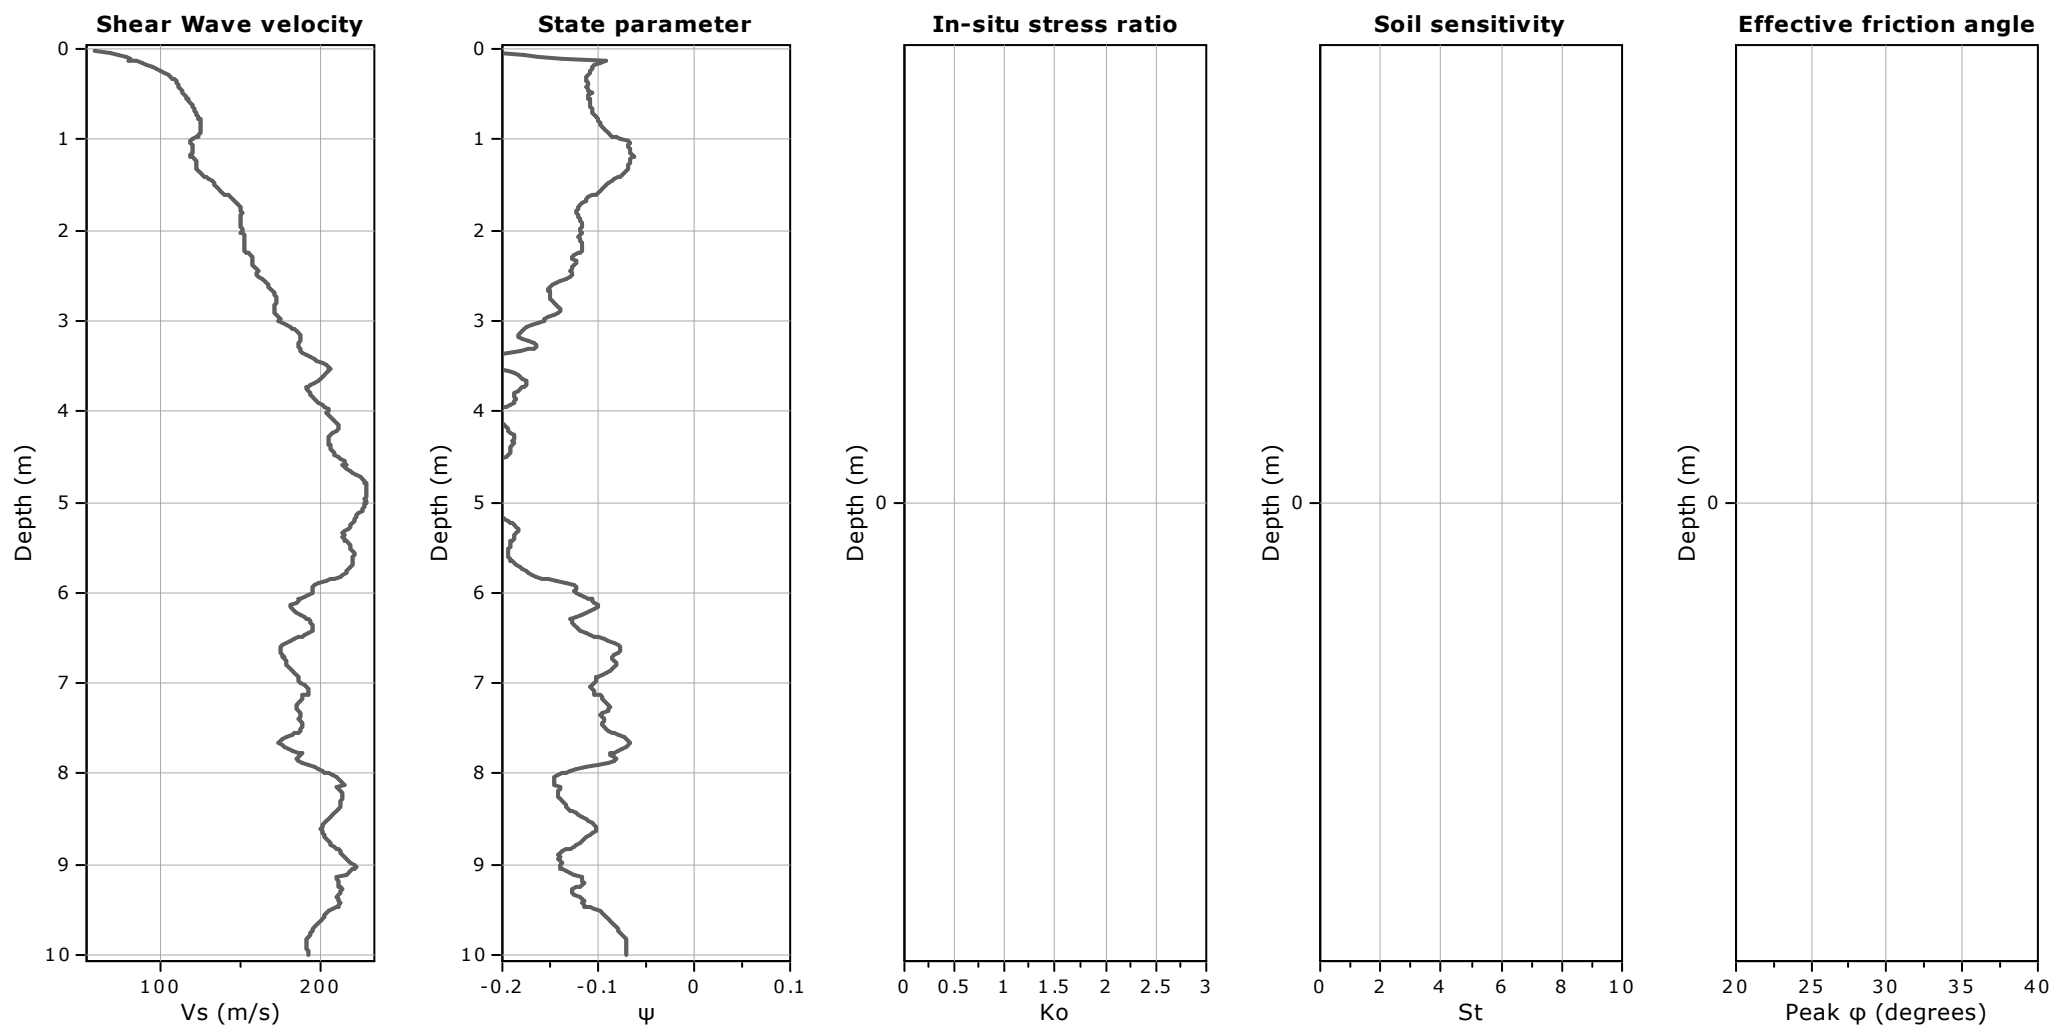 Shear Wave velocity
0
1
2
3
4
5
6
7
8
9
10
Depth (m)
100 200
Vs (m/s)
State parameter
0
1
2
3
4
5
6
7
8
9
10
Depth (m)
-0.2 -0.1 0 0.1
ψ
In-situ stress ratio
0
Depth (m)
0 0.5 1 1.5 2 2.5 3
Ko
Soil sensitivity
0
Depth (m)
0 2 4 6 8 10
St
Effective friction angle
0
Depth (m)
20 25 30 35 40
Peak φ (degrees)